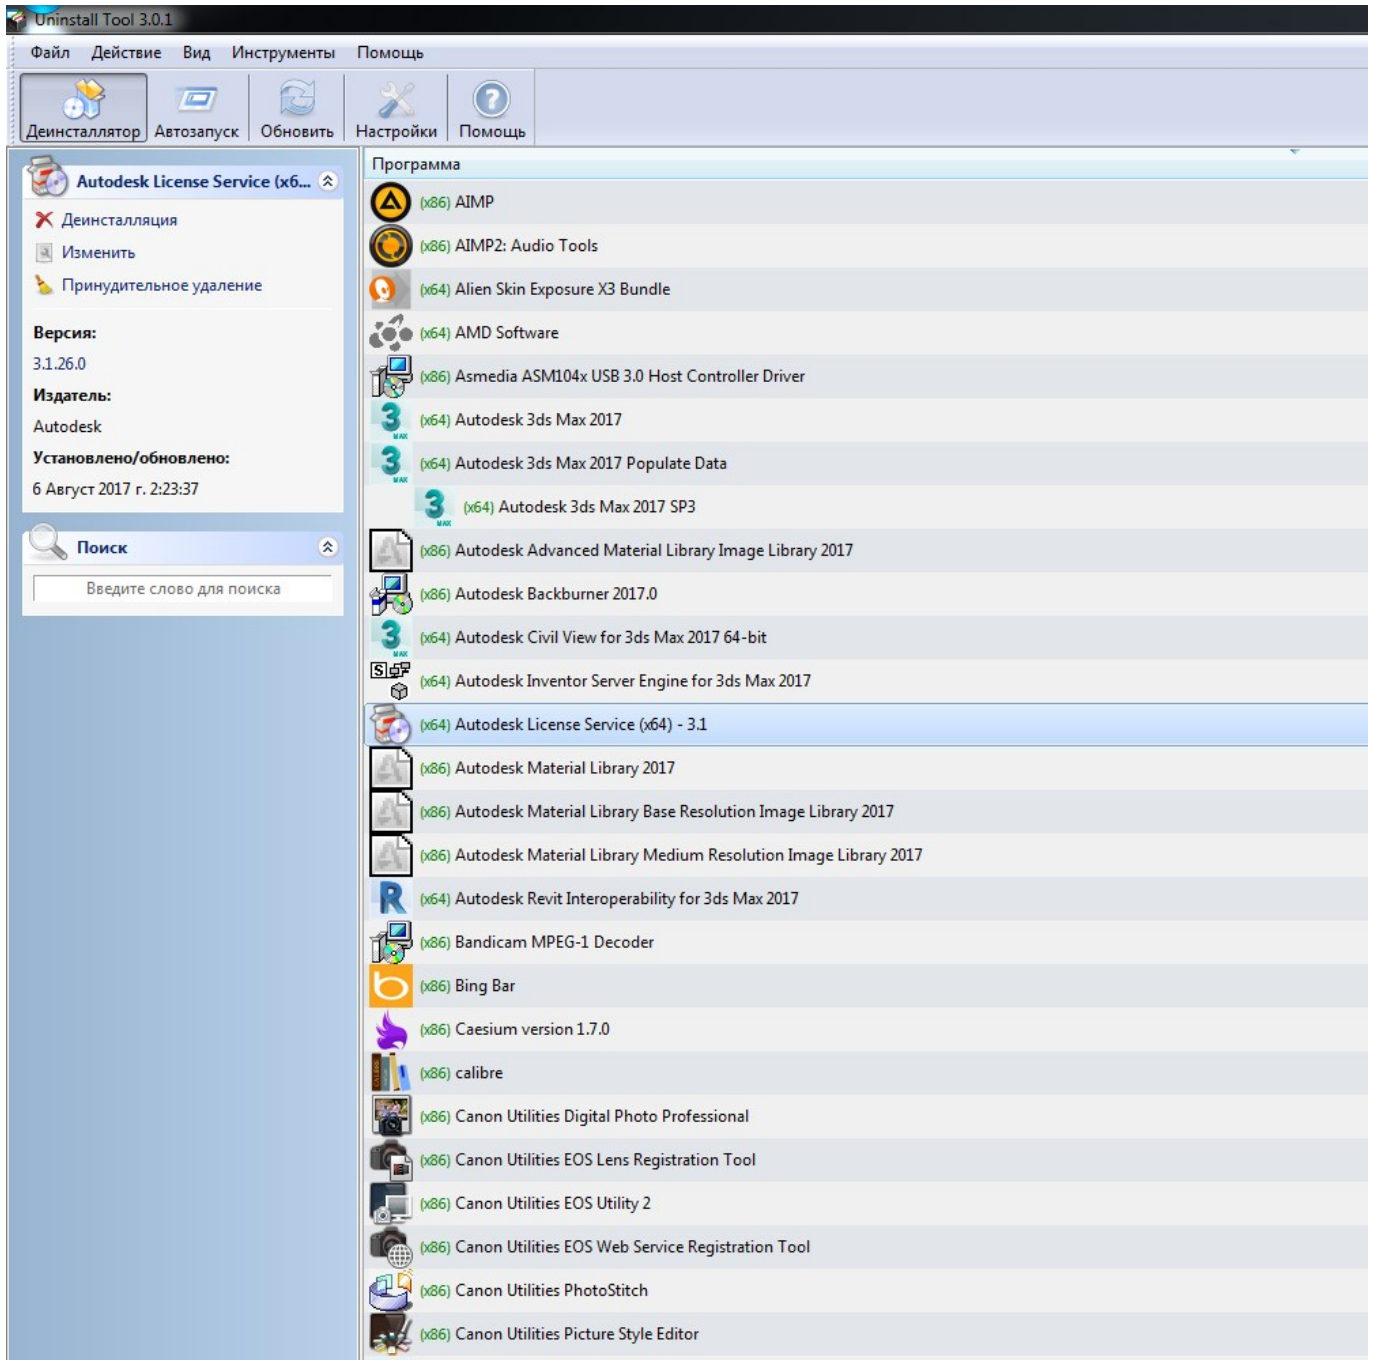 Uninstall Tool 3.0.1
Файл Действие Вид Инструменты Помощь
Деинсталлятор Автозапуск Обновить Настройки Помощь
Autodesk License Service (x6...
Деинсталляция
Изменить
Принудительное удаление
Версия:
3.1.26.0
Издатель:
Autodesk
Установлено/обновлено:
6 Август 2017 г. 2:23:37
Поиск
Введите слово для поиска
Программа
(x86) AIMP
(x86) AIMP2: Audio Tools
(x64) Alien Skin Exposure X3 Bundle
(x64) AMD Software
(x86) Asmedia ASM104x USB 3.0 Host Controller Driver
(x64) Autodesk 3ds Max 2017
(x64) Autodesk 3ds Max 2017 Populate Data
(x64) Autodesk 3ds Max 2017 SP3
(x86) Autodesk Advanced Material Library Image Library 2017
(x86) Autodesk Backburner 2017.0
(x64) Autodesk Civil View for 3ds Max 2017 64-bit
(x64) Autodesk Inventor Server Engine for 3ds Max 2017
(x64) Autodesk License Service (x64) - 3.1
(x86) Autodesk Material Library 2017
(x86) Autodesk Material Library Base Resolution Image Library 2017
(x86) Autodesk Material Library Medium Resolution Image Library 2017
(x64) Autodesk Revit Interoperability for 3ds Max 2017
(x86) Bandicam MPEG-1 Decoder
(x86) Bing Bar
(x86) Caesium version 1.7.0
(x86) calibre
(x86) Canon Utilities Digital Photo Professional
(x86) Canon Utilities EOS Lens Registration Tool
(x86) Canon Utilities EOS Utility 2
(x86) Canon Utilities EOS Web Service Registration Tool
(x86) Canon Utilities PhotoStitch
(x86) Canon Utilities Picture Style Editor